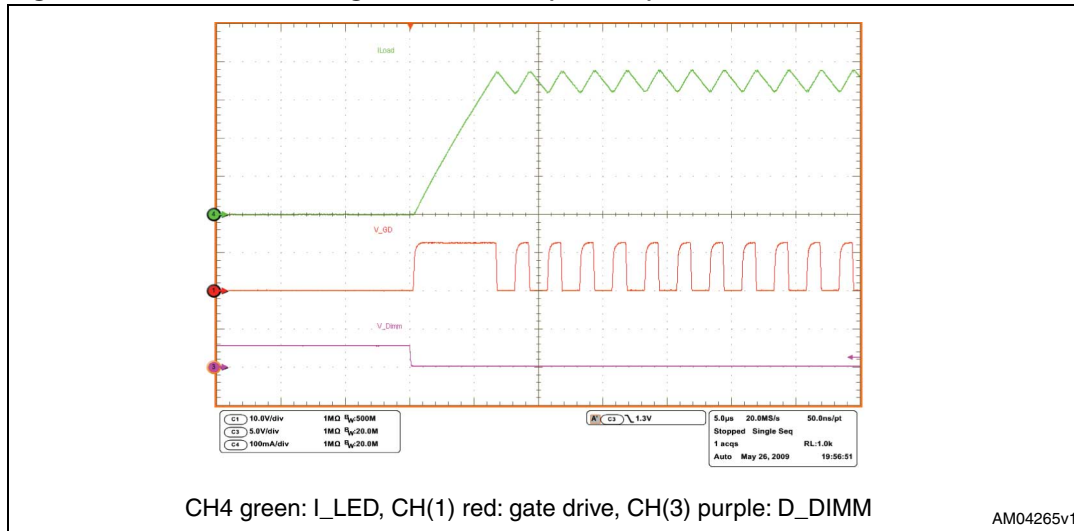 iLoad
4
V_GD
1
V_Dimm
3
C1 10.0V/div 1MΩ BW:500M
C3 5.0V/div 1MΩ BW:20.0M
C4 100mA/div 1MΩ BW:20.0M
A' C3 \ 1.3V
5.0µs 20.0MS/s 50.0ns/pt
Stopped Single Seq
1 acqs RL:1.0k
Auto May 26, 2009 19:56:51
CH4 green: I_LED, CH(1) red: gate drive, CH(3) purple: D_DIMM
AM04265v1